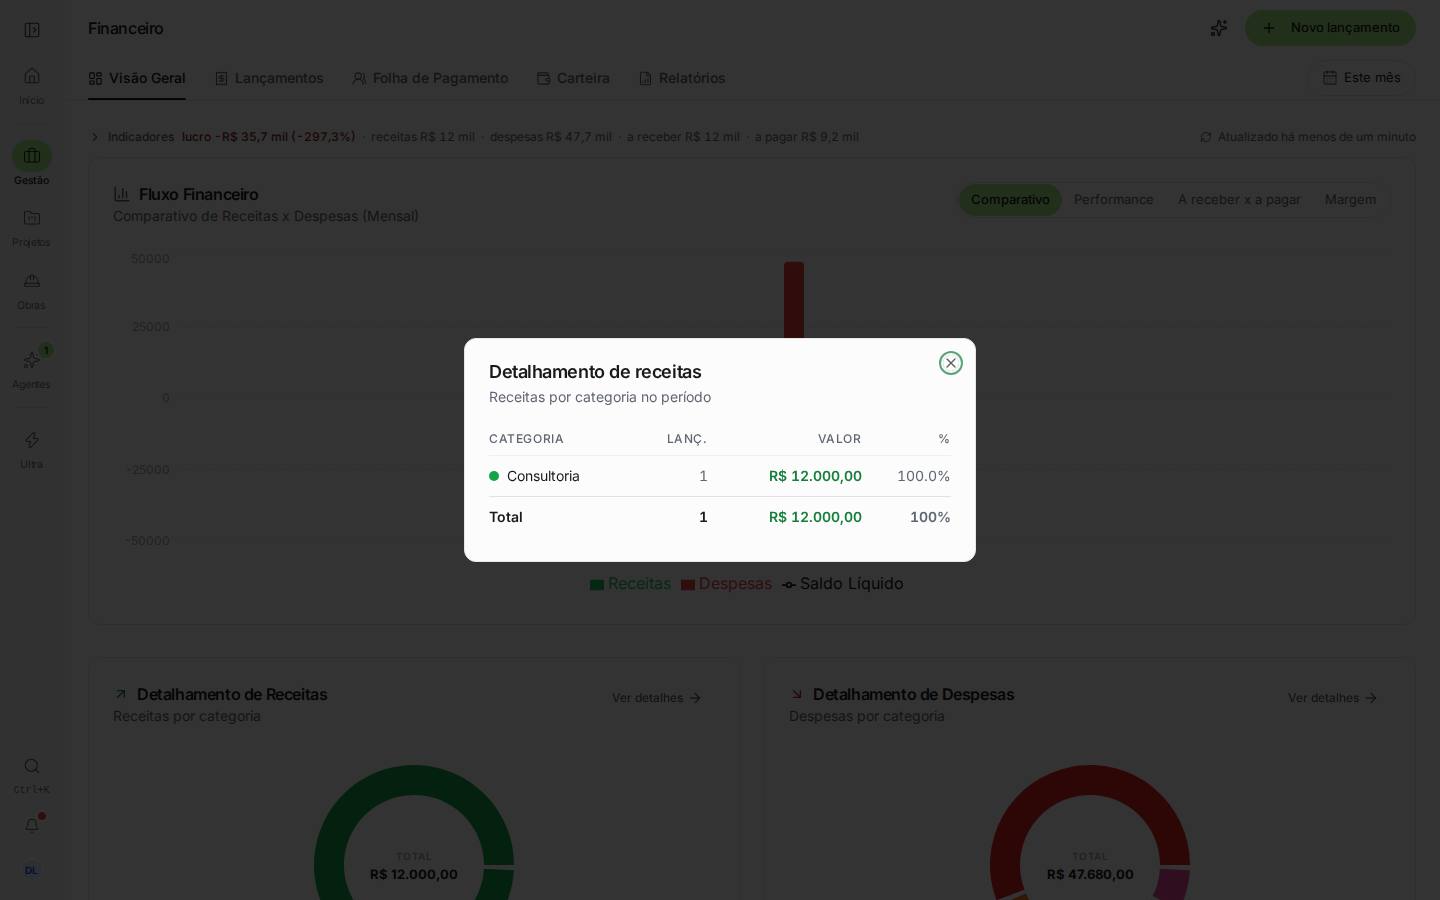 Financeiro
Novo lançamento
Início
Visão Geral
Lançamentos
Folha de Pagamento
Carteira
Relatórios
Este mês
Indicadores lucro -R$ 35,7 mil (-297,3%) · receitas R$ 12 mil · despesas R$ 47,7 mil · a receber R$ 12 mil · a pagar R$ 9,2 mil
Atualizado há menos de um minuto
Gestão
Projetos
Obras
1
Agentes
Ultra
Fluxo Financeiro
Comparativo de Receitas x Despesas (Mensal)
Comparativo
Performance
A receber x a pagar
Margem
50000
25000
0
-25000
-50000
Detalhamento de receitas
Receitas por categoria no período
CATEGORIA LANÇ. VALOR %
Consultoria 1 R$ 12.000,00 100.0%
Total 1 R$ 12.000,00 100%
Receitas Despesas Saldo Líquido
Detalhamento de Receitas
Receitas por categoria
Ver detalhes
TOTAL
R$ 12.000,00
Detalhamento de Despesas
Despesas por categoria
Ver detalhes
TOTAL
R$ 47.680,00
Ctrl+K
DL